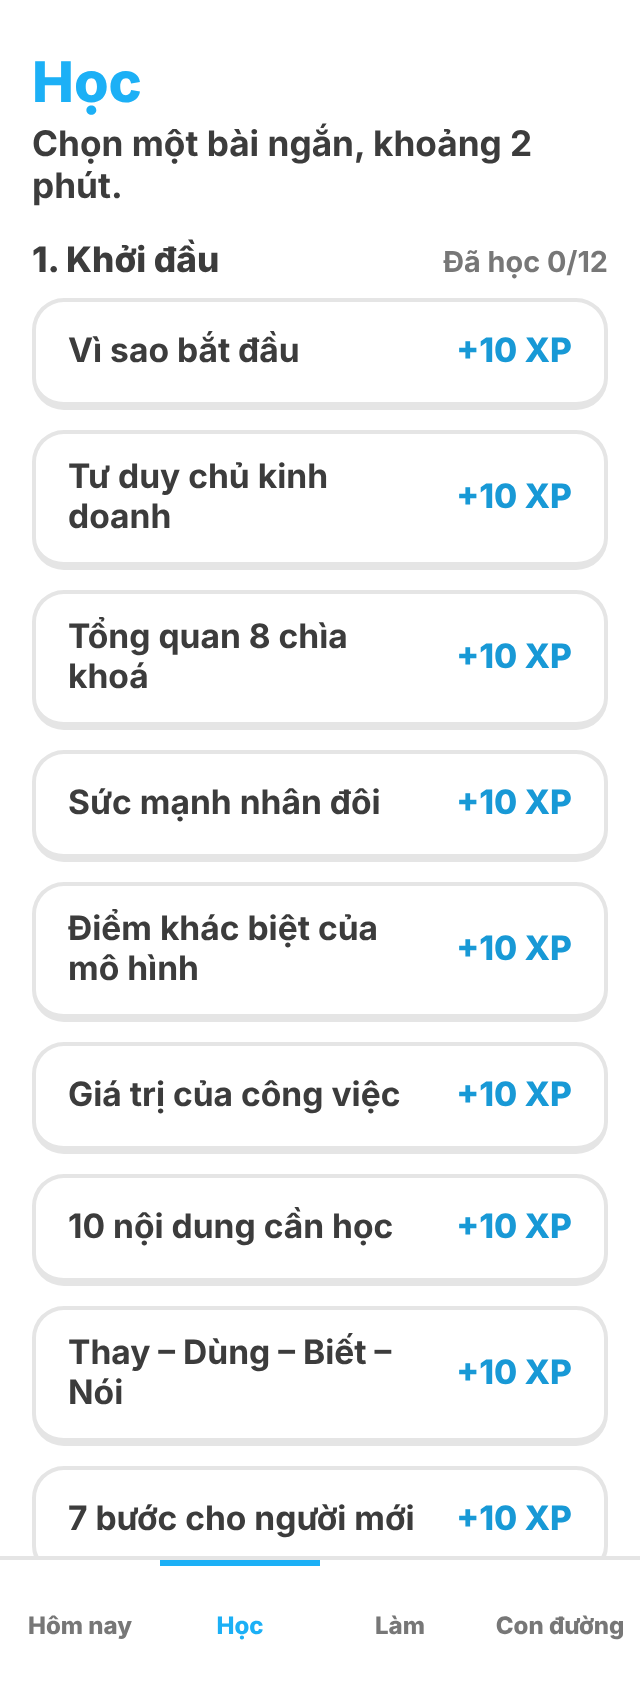 Học
Chọn một bài ngắn, khoảng 2
phút.
1. Khởi đầu
Đã học 0/12
Vì sao bắt đầu
+10 XP
Tư duy chủ kinh
doanh
+10 XP
Tổng quan 8 chìa
khoá
+10 XP
Sức mạnh nhân đôi
+10 XP
Điểm khác biệt của
mô hình
+10 XP
Giá trị của công việc
+10 XP
10 nội dung cần học
+10 XP
Thay – Dùng – Biết –
Nói
+10 XP
7 bước cho người mới
+10 XP
Hôm nay
Học
Làm
Con đường